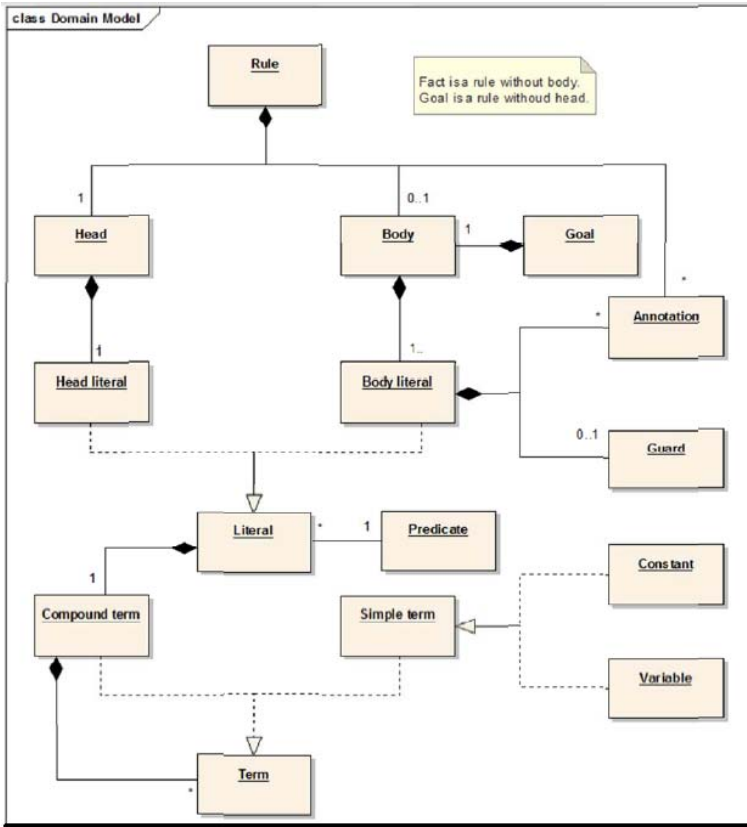 class Domain Model
Rule
Fact is a rule without body.
Goal is a rule withoud head.
1
0..1
*
Head
Body
1
Goal
Annotation
*
1
1..
Head literal
Body literal
0..1
Guard
Literal
*
1
Predicate
Constant
1
Compound term
Simple term
Variable
Term
*